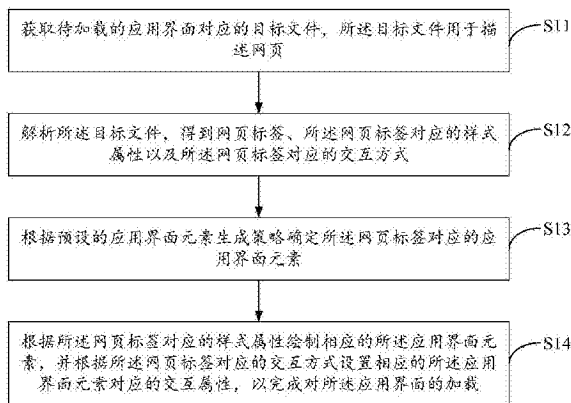 获取待加载的应用界面对应的目标文件，所述目标文件用于描
述网页
S11
解析所述目标文件，得到网页标签、所述网页标签对应的样式
属性以及所述网页标签对应的交互方式
S12
根据预设的应用界面元素生成策略确定所述网页标签对应的应
用界面元素
S13
根据所述网页标签对应的样式属性绘制相应的所述应用界面元
素，并根据所述网页标签对应的交互方式设置相应的所述应用
界面元素对应的交互属性，以完成对所述应用界面的加载
S14